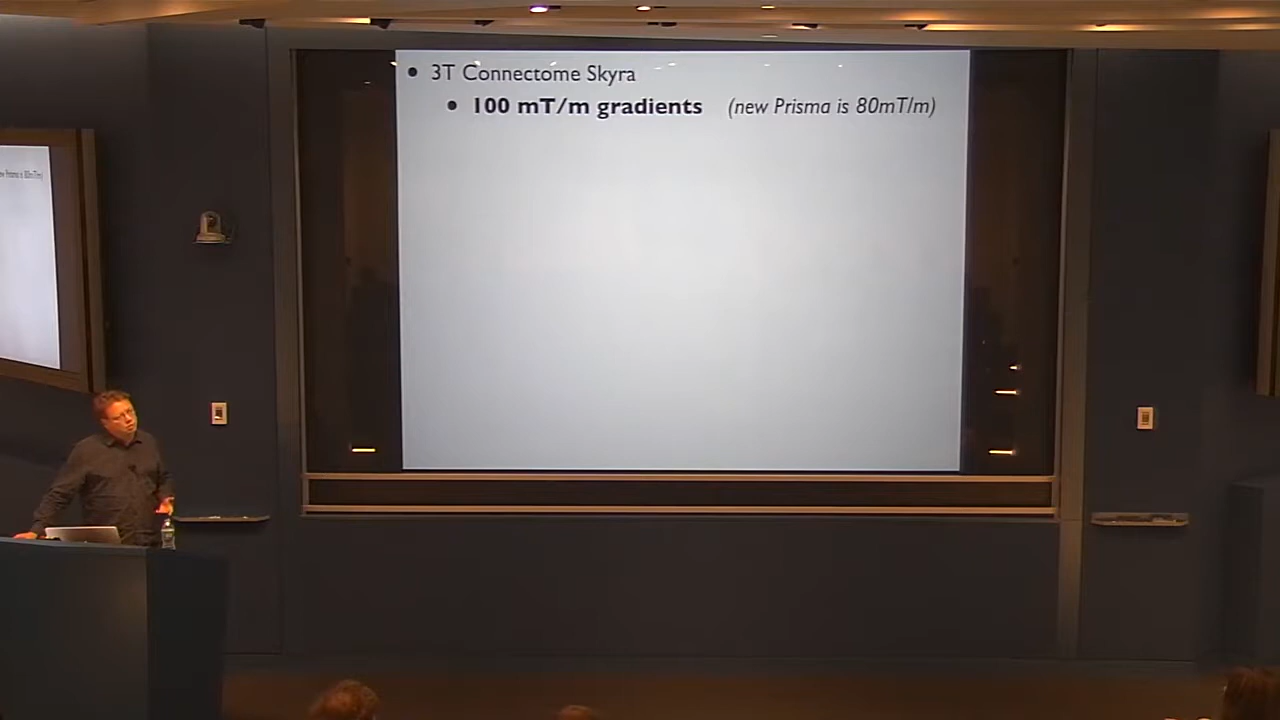 • 3T Connectome Skyra
• 100 mT/m gradients (new Prisma is 80mT/m)